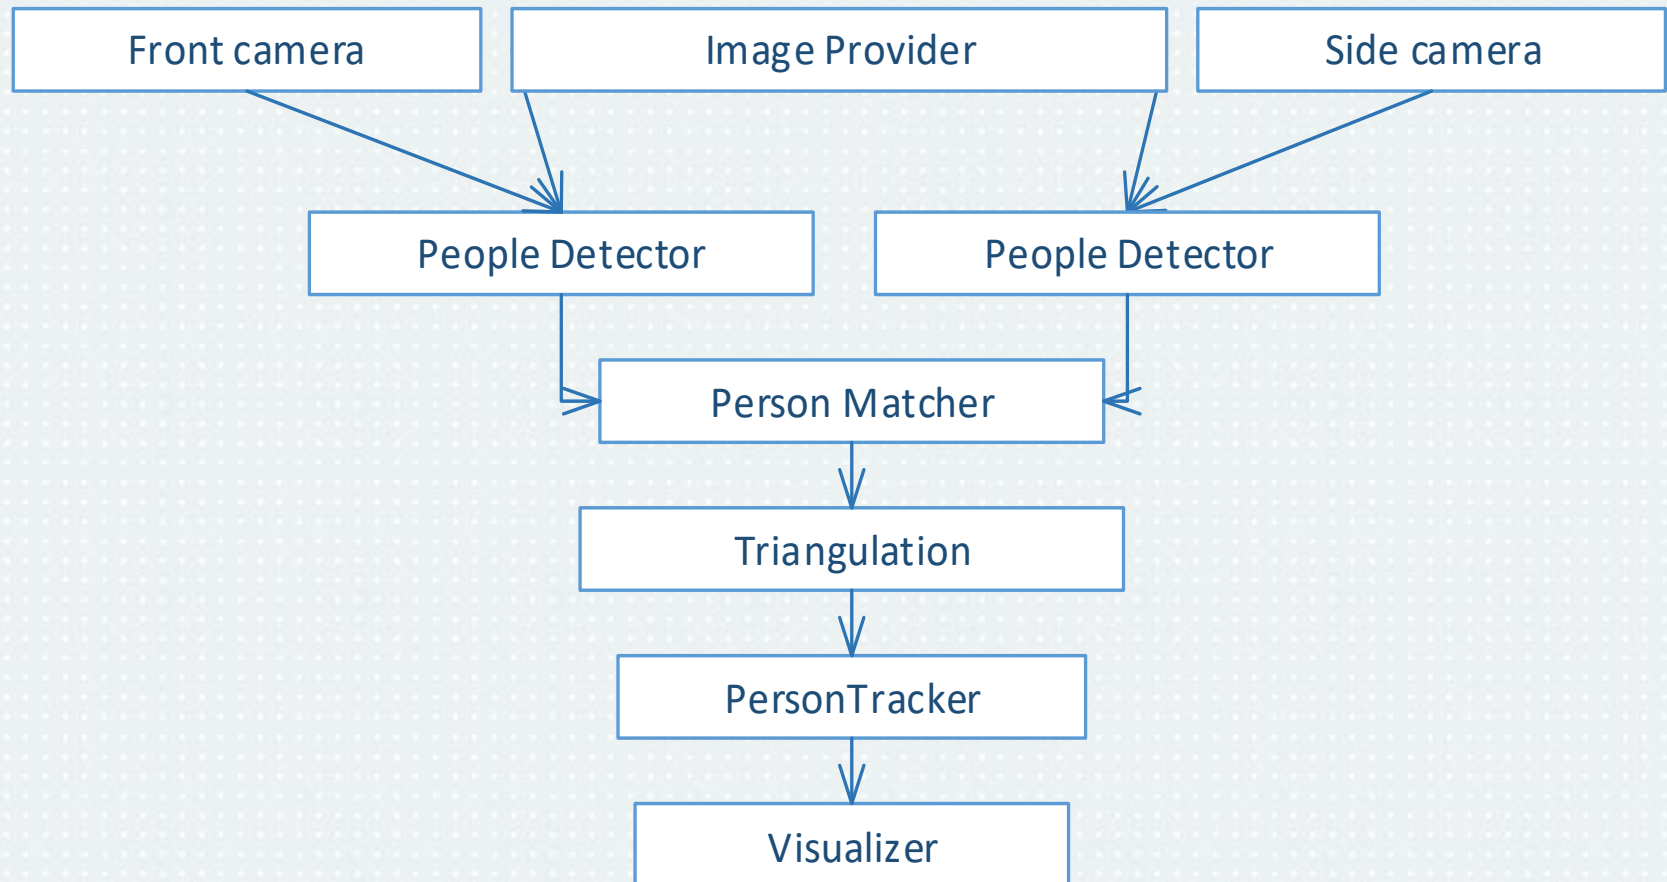 Front camera
Image Provider
Side camera
People Detector
People Detector
Person Matcher
Triangulation
PersonTracker
Visualizer